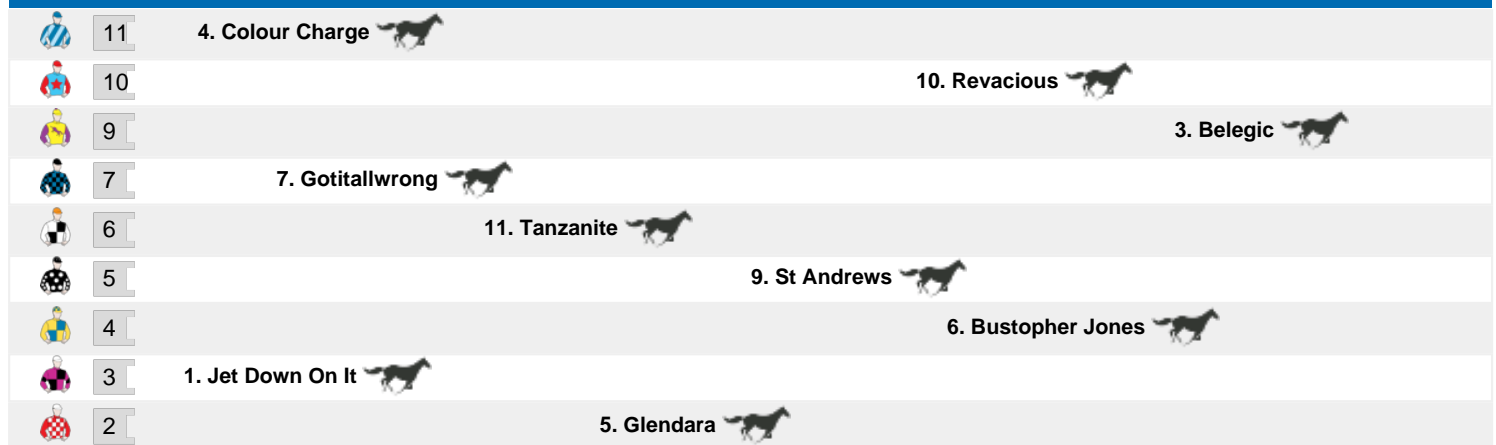 11 4. Colour Charge
10 10. Revacious
9 3. Belegic
7 7. Gotitallwrong
6 11. Tanzanite
5 9. St Andrews
4 6. Bustopher Jones
3 1. Jet Down On It
2 5. Glendara